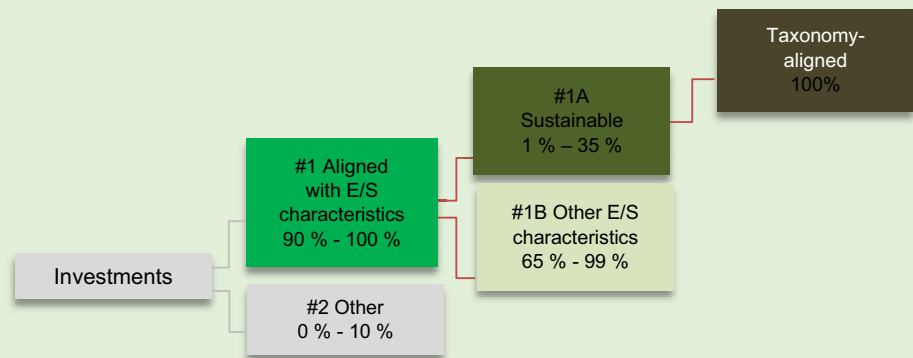 Investments
#1 Aligned
with E/S
characteristics
90 % - 100 %
#2 Other
0 % - 10 %
#1A
Sustainable
1 % – 35 %
#1B Other E/S
characteristics
65 % - 99 %
Taxonomy-
aligned
100%